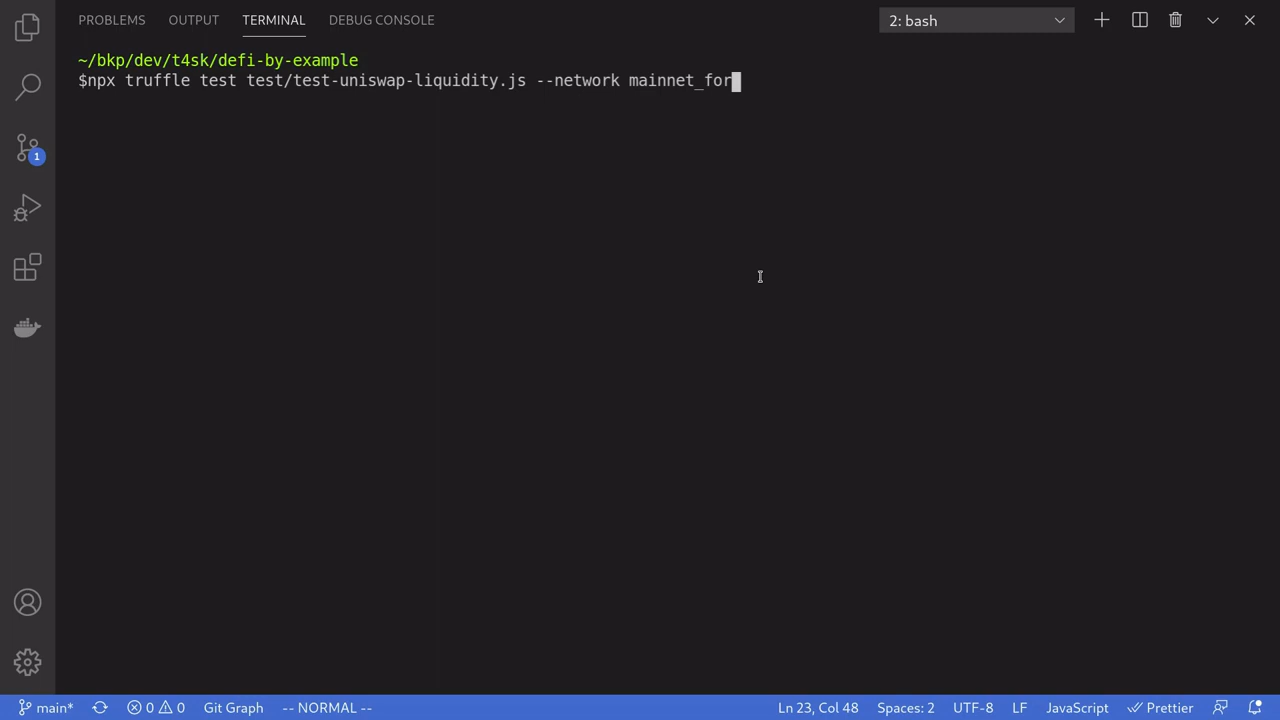 PROBLEMS OUTPUT TERMINAL DEBUG CONSOLE 2: bash
~/bkp/dev/t4sk/defi-by-example
$npx truffle test test/test-uniswap-liquidity.js --network mainnet_for
1
main* 0 0 Git Graph -- NORMAL -- Ln 23, Col 48 Spaces: 2 UTF-8 LF JavaScript Prettier